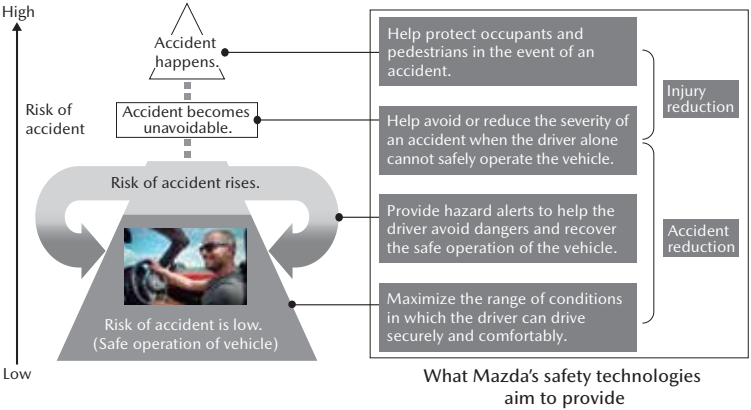 High
Accident
happens.
Risk of
accident
Accident becomes
unavoidable.
Risk of accident rises.
Risk of accident is low.
(Safe operation of vehicle)
Low
Help protect occupants and
pedestrians in the event of an
accident.
Help avoid or reduce the severity of
an accident when the driver alone
cannot safely operate the vehicle.
Provide hazard alerts to help the
driver avoid dangers and recover
the safe operation of the vehicle.
Maximize the range of conditions
in which the driver can drive
securely and comfortably.
Injury
reduction
Accident
reduction
What Mazda’s safety technologies
aim to provide